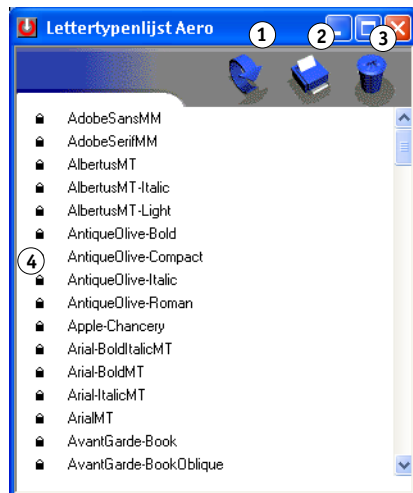 Lettertypenlijst Aero
1
2
3
AdobeSansMM
AdobeSerifMM
AlbertusMT
AlbertusMT-Italic
AlbertusMT-Light
AntiqueOlive-Bold
4
AntiqueOlive-Compact
AntiqueOlive-Italic
AntiqueOlive-Roman
Apple-Chancery
Arial-BoldItalicMT
Arial-BoldMT
Arial-ItalicMT
ArialMT
AvantGarde-Book
AvantGarde-BookOblique